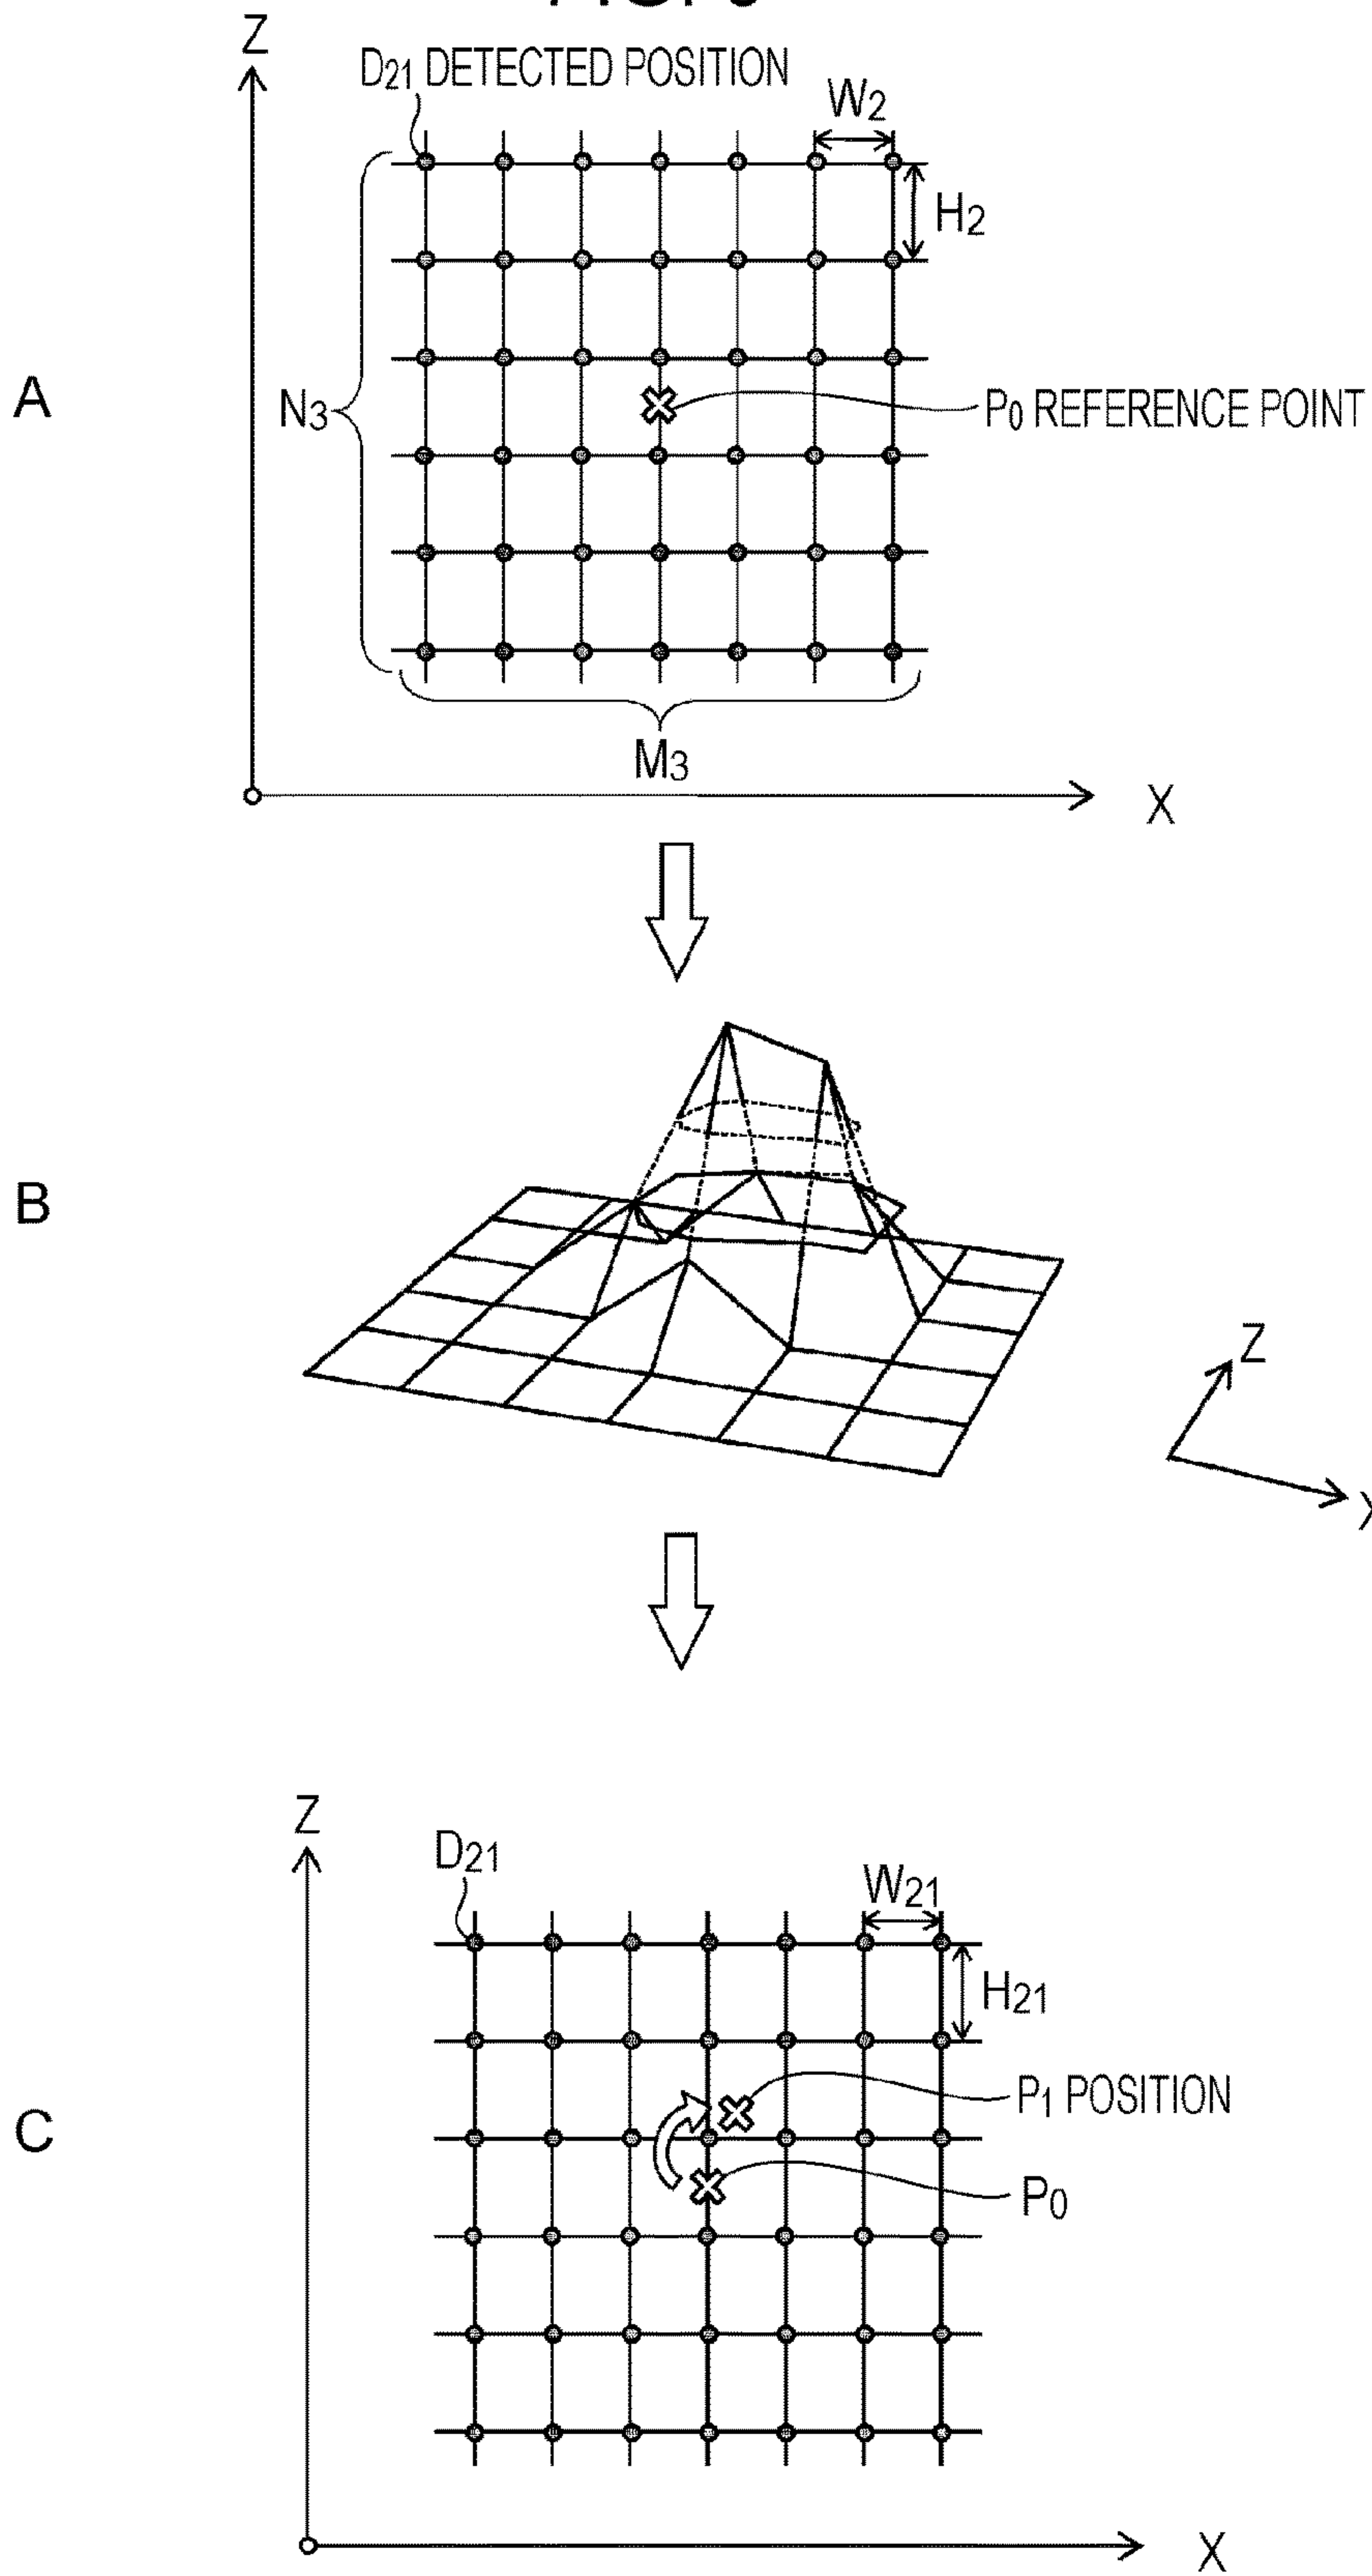 Z
D21 DETECTED POSITION
W2
H2
A
N3
P0 REFERENCE POINT
M3
X
B
Z
Z
D21
W21
H21
C
P1 POSITION
P0
X